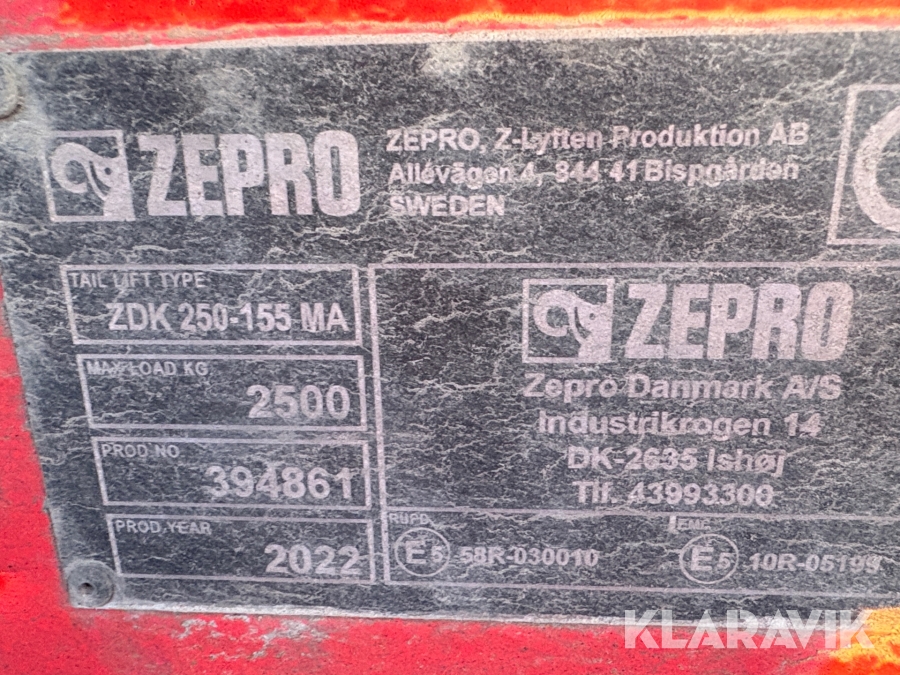 ZEPRO
ZEPRO, Z-Lyften Produktion AB
Allévägen 4, 844 41 Bispgården
SWEDEN
TAIL LIFT TYPE
ZDK 250-155 MA
MAX LOAD KG
2500
PROD NO
394861
PROD YEAR
2022
ZEPRO
Zepro Danmark A/S
Industrikrogen 14
DK-2635 Ishøj
Tlf. 43993300
RUPD
E5 58R-030010
EMC
E5
KLARAVIK